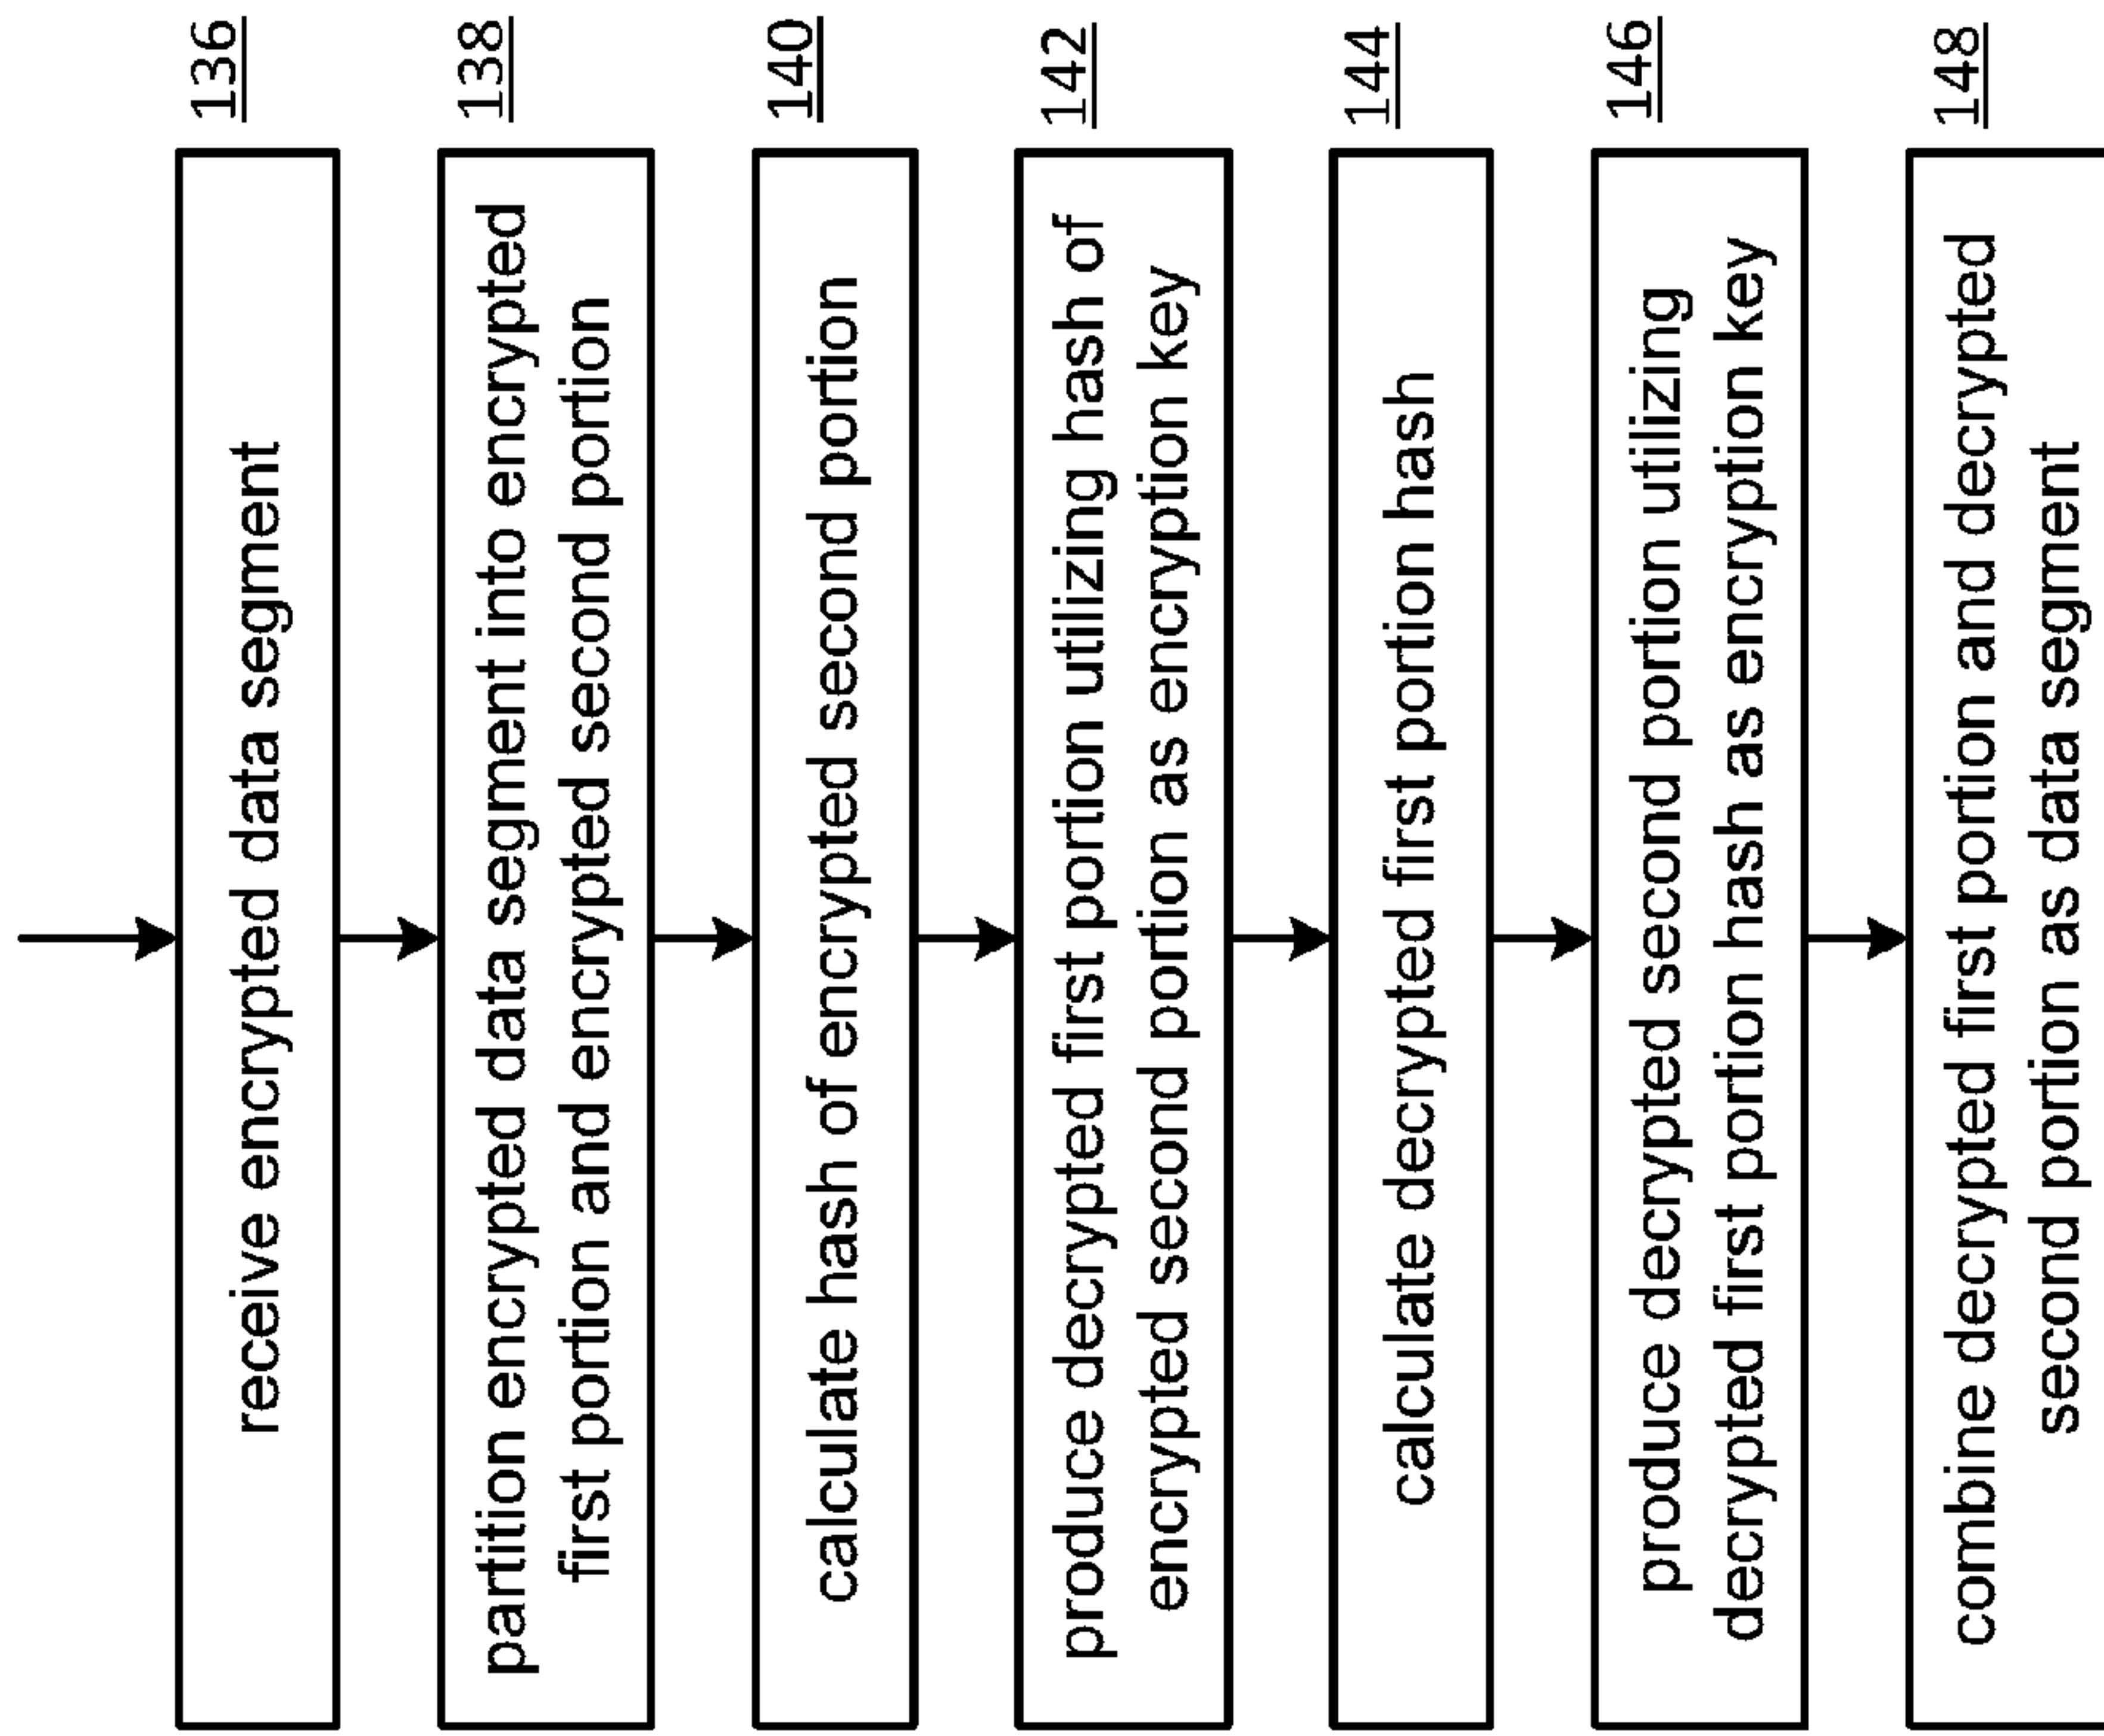 136
receive encrypted data segment
138
partition encrypted data segment into encrypted
first portion and encrypted second portion
140
calculate hash of encrypted second portion
142
produce decrypted first portion utilizing hash of
encrypted second portion as encryption key
144
calculate decrypted first portion hash
146
produce decrypted second portion utilizing
decrypted first portion hash as encryption key
148
combine decrypted first portion and decrypted
second portion as data segment